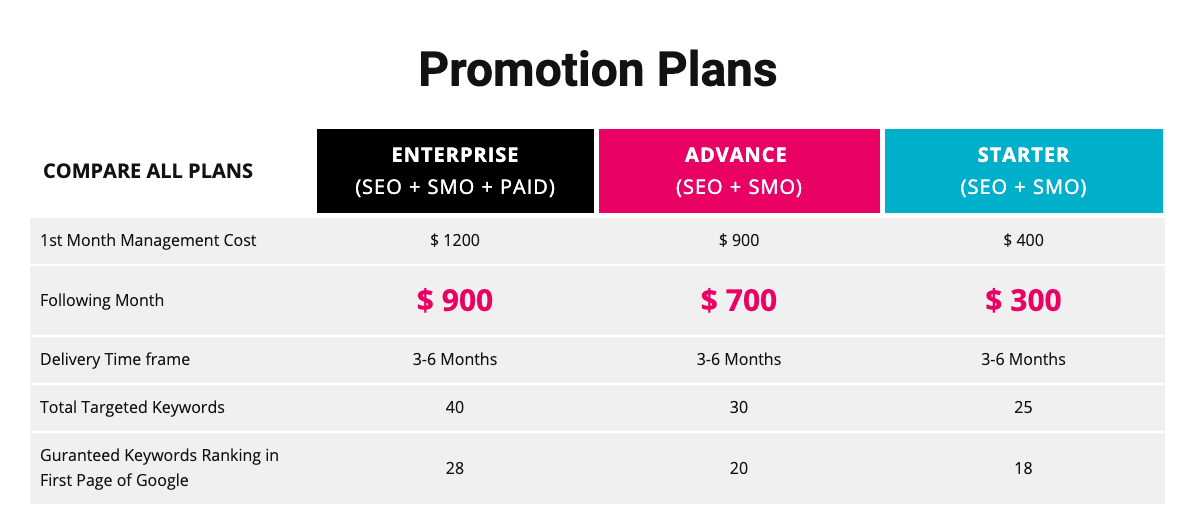 Promotion Plans
COMPARE ALL PLANS
ENTERPRISE
(SEO + SMO + PAID)
ADVANCE
(SEO + SMO)
STARTER
(SEO + SMO)
1st Month Management Cost $ 1200 $ 900 $ 400
Following Month $ 900 $ 700 $ 300
Delivery Time frame 3-6 Months 3-6 Months 3-6 Months
Total Targeted Keywords 40 30 25
Guranteed Keywords Ranking in
First Page of Google 28 20 18